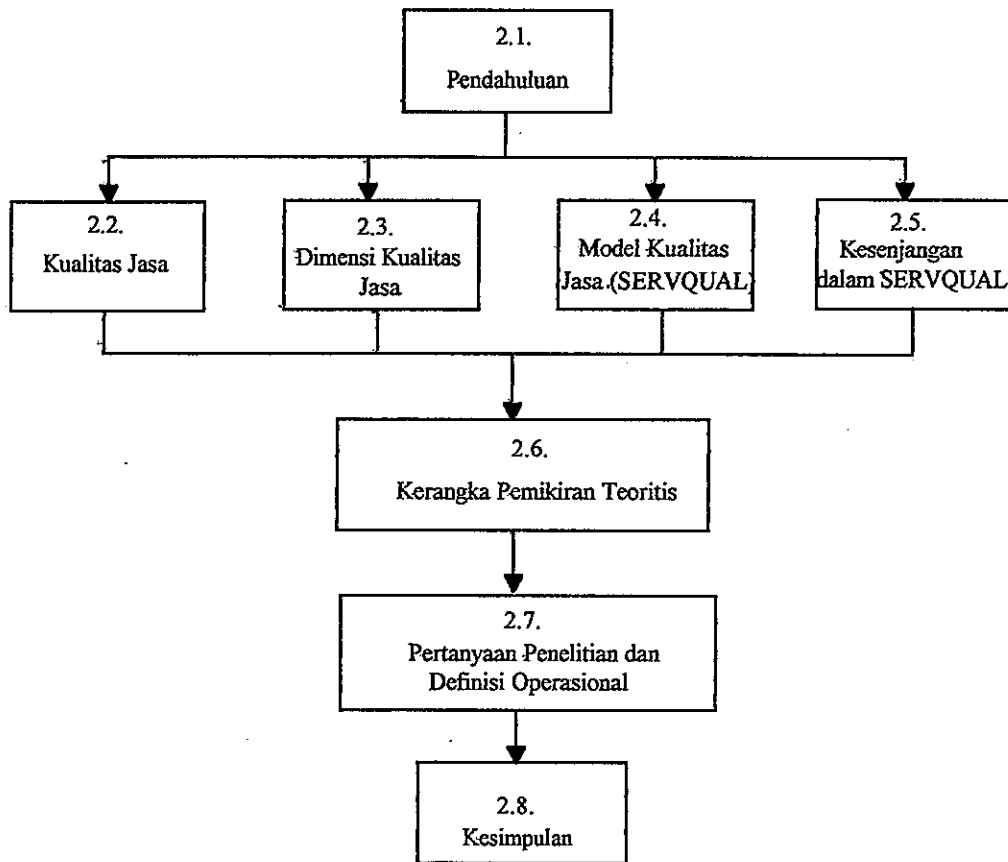 2.1.
Pendahuluan
2.2.
Kualitas Jasa
2.3.
Dimensi Kualitas
Jasa
2.4.
Model Kualitas
Jasa (SERVQUAL)
2.5.
Kesenjangan
dalam SERVQUAL
2.6.
Kerangka Pemikiran Teoritis
2.7.
Pertanyaan Penelitian dan
Definisi Operasional
2.8.
Kesimpulan